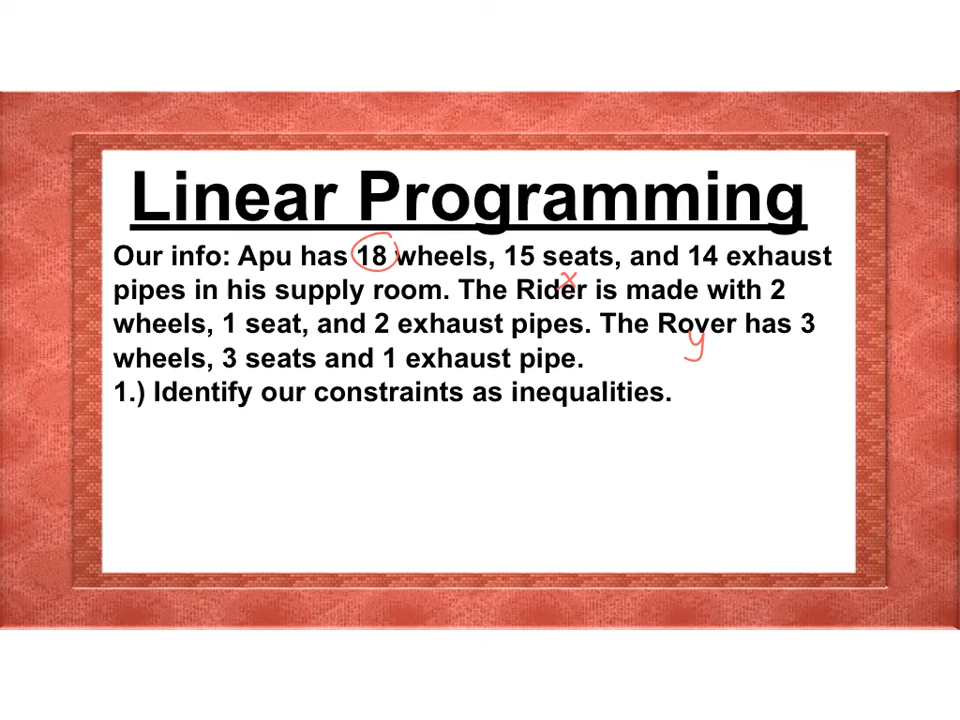 Linear Programming
Our info: Apu has 18 wheels, 15 seats, and 14 exhaust
x
pipes in his supply room. The Rider is made with 2
wheels, 1 seat, and 2 exhaust pipes. The Rover has 3
y
wheels, 3 seats and 1 exhaust pipe.
1.) Identify our constraints as inequalities.